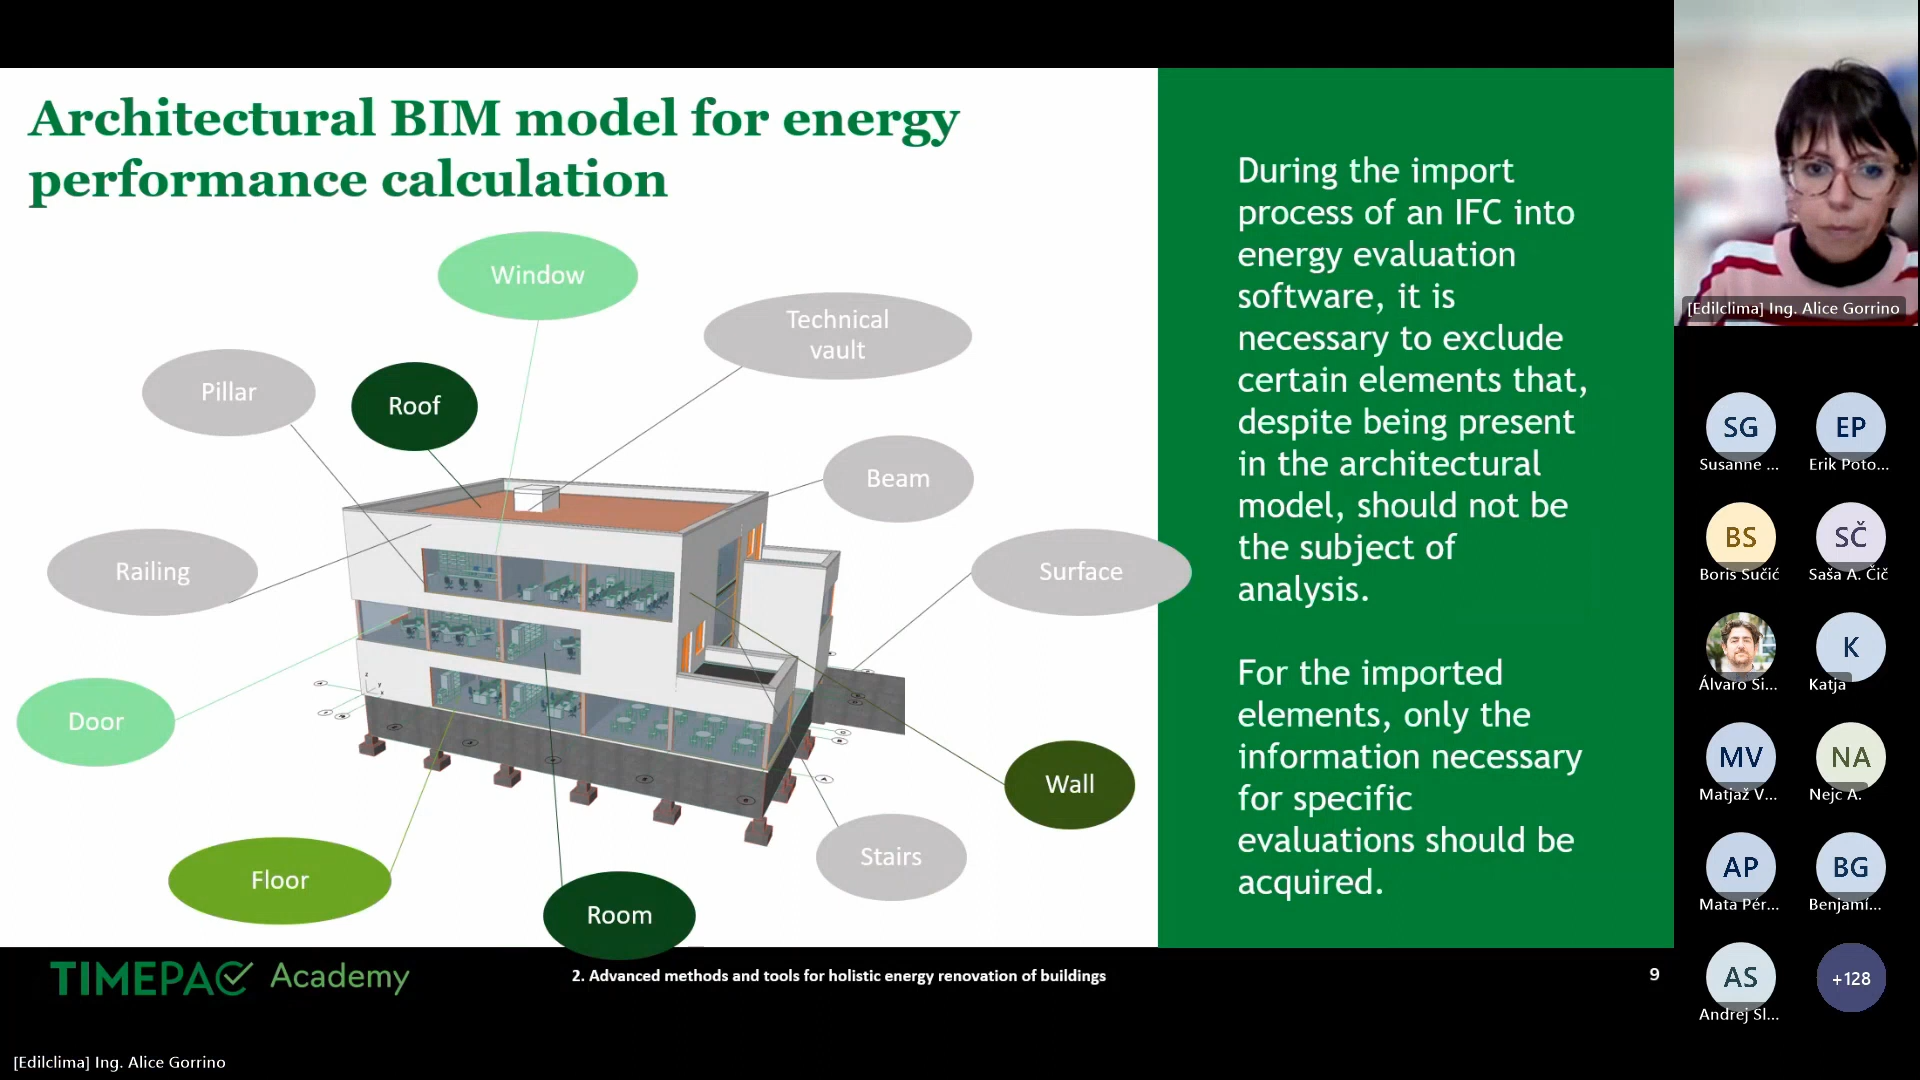 Architectural BIM model for energy
performance calculation
Window
Technical
vault
Pillar
Roof
Beam
Railing
Surface
Door
Wall
Floor
Stairs
Room
During the import
process of an IFC into
energy evaluation
software, it is
necessary to exclude
certain elements that,
despite being present
in the architectural
model, should not be
the subject of
analysis.
For the imported
elements, only the
information necessary
for specific
evaluations should be
acquired.
TIMEPAC Academy
2. Advanced methods and tools for holistic energy renovation of buildings
9
[Edilclima] Ing. Alice Gorrino
[Edilclima] Ing. Alice Gorrino
SG
EP
Susanne ...
Erik Poto...
BS
SČ
Boris Sučić
Saša A. Čič
K
Álvaro Si...
Katja
MV
NA
Matjaž V...
Nejc A.
AP
BG
Mata Pér...
Benjamí...
AS
+128
Andrej Sl...